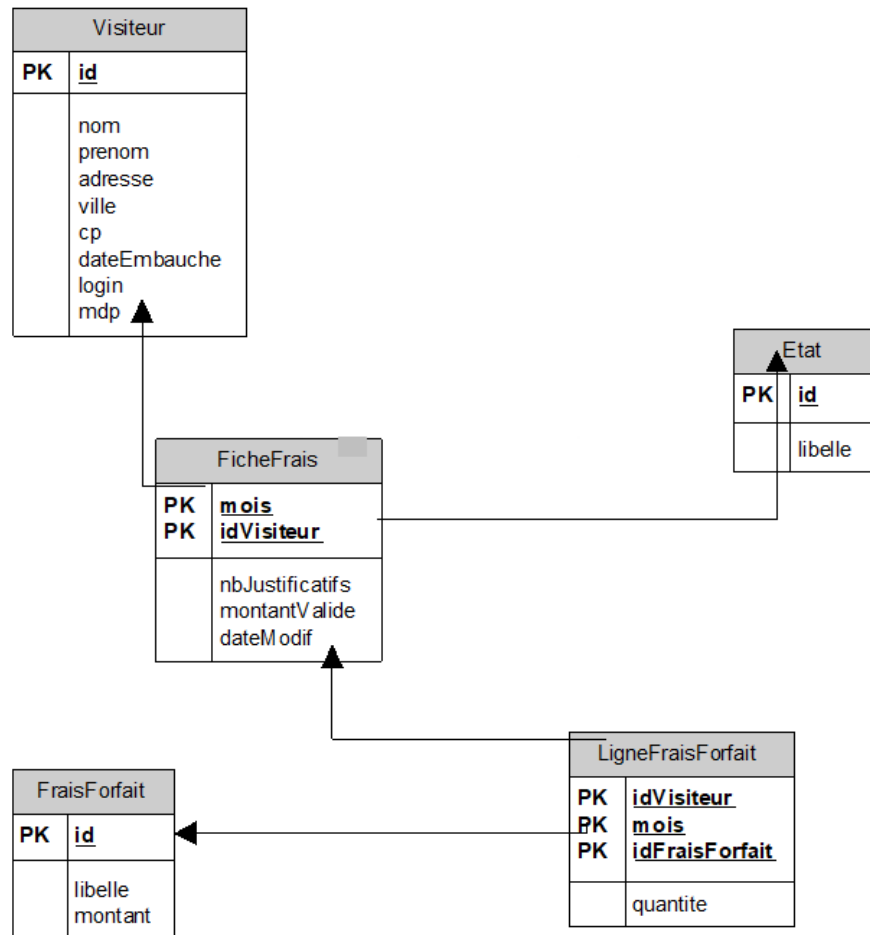 Visiteur
PK id
nom
prenom
adresse
ville
cp
dateEmbauche
login
mdp
Etat
PK id
libelle
FicheFrais
PK mois
PK idVisiteur
nbJustificatifs
montantValide
dateModif
LigneFraisForfait
PK idVisiteur
PK mois
PK idFraisForfait
quantite
FraisForfait
PK id
libelle
montant